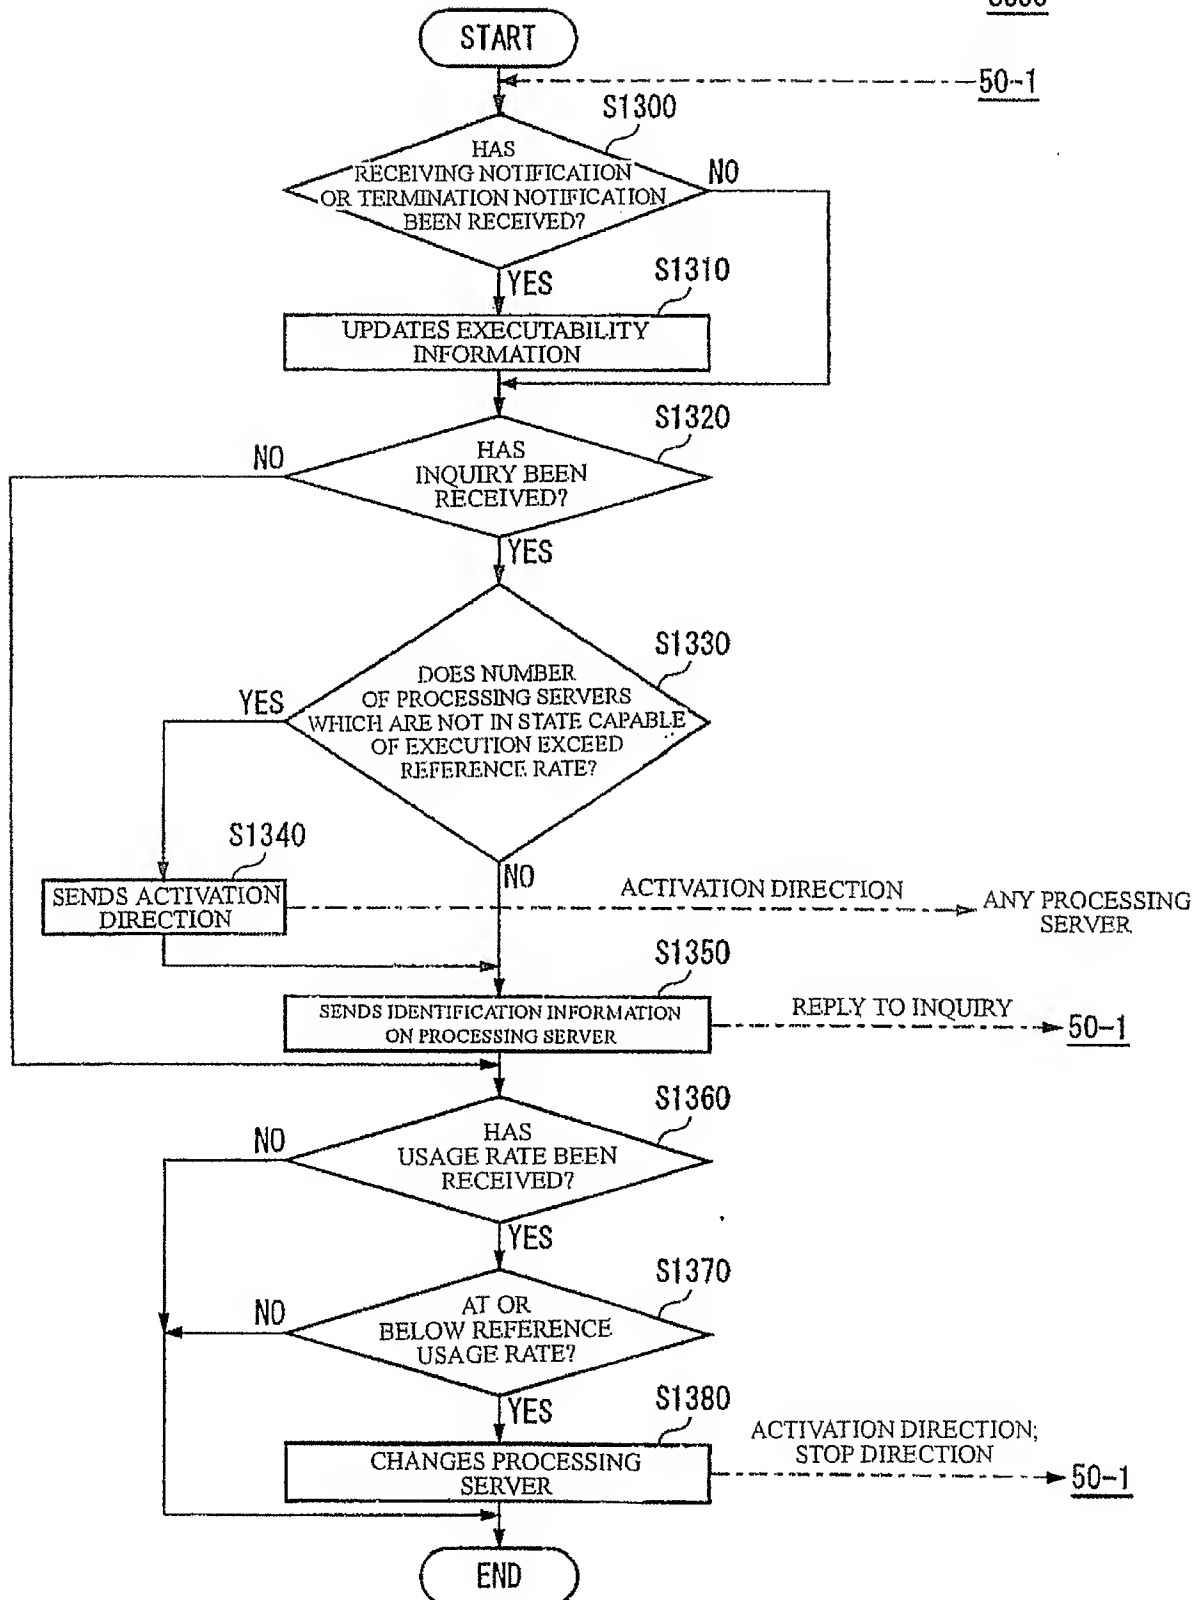 START
50-1
S1300
HAS
RECEIVING NOTIFICATION
OR TERMINATION NOTIFICATION
BEEN RECEIVED?
NO
YES
S1310
UPDATES EXECUTABILITY
INFORMATION
S1320
NO
HAS
INQUIRY BEEN
RECEIVED?
YES
S1330
YES
DOES NUMBER
OF PROCESSING SERVERS
WHICH ARE NOT IN STATE CAPABLE
OF EXECUTION EXCEED
REFERENCE RATE?
S1340
NO
SENDS ACTIVATION
DIRECTION
ACTIVATION DIRECTION
ANY PROCESSING
SERVER
S1350
SENDS IDENTIFICATION INFORMATION
ON PROCESSING SERVER
REPLY TO INQUIRY
50-1
S1360
NO
HAS
USAGE RATE BEEN
RECEIVED?
YES
S1370
NO
AT OR
BELOW REFERENCE
USAGE RATE?
YES
S1380
CHANGES PROCESSING
SERVER
ACTIVATION DIRECTION;
STOP DIRECTION
50-1
END